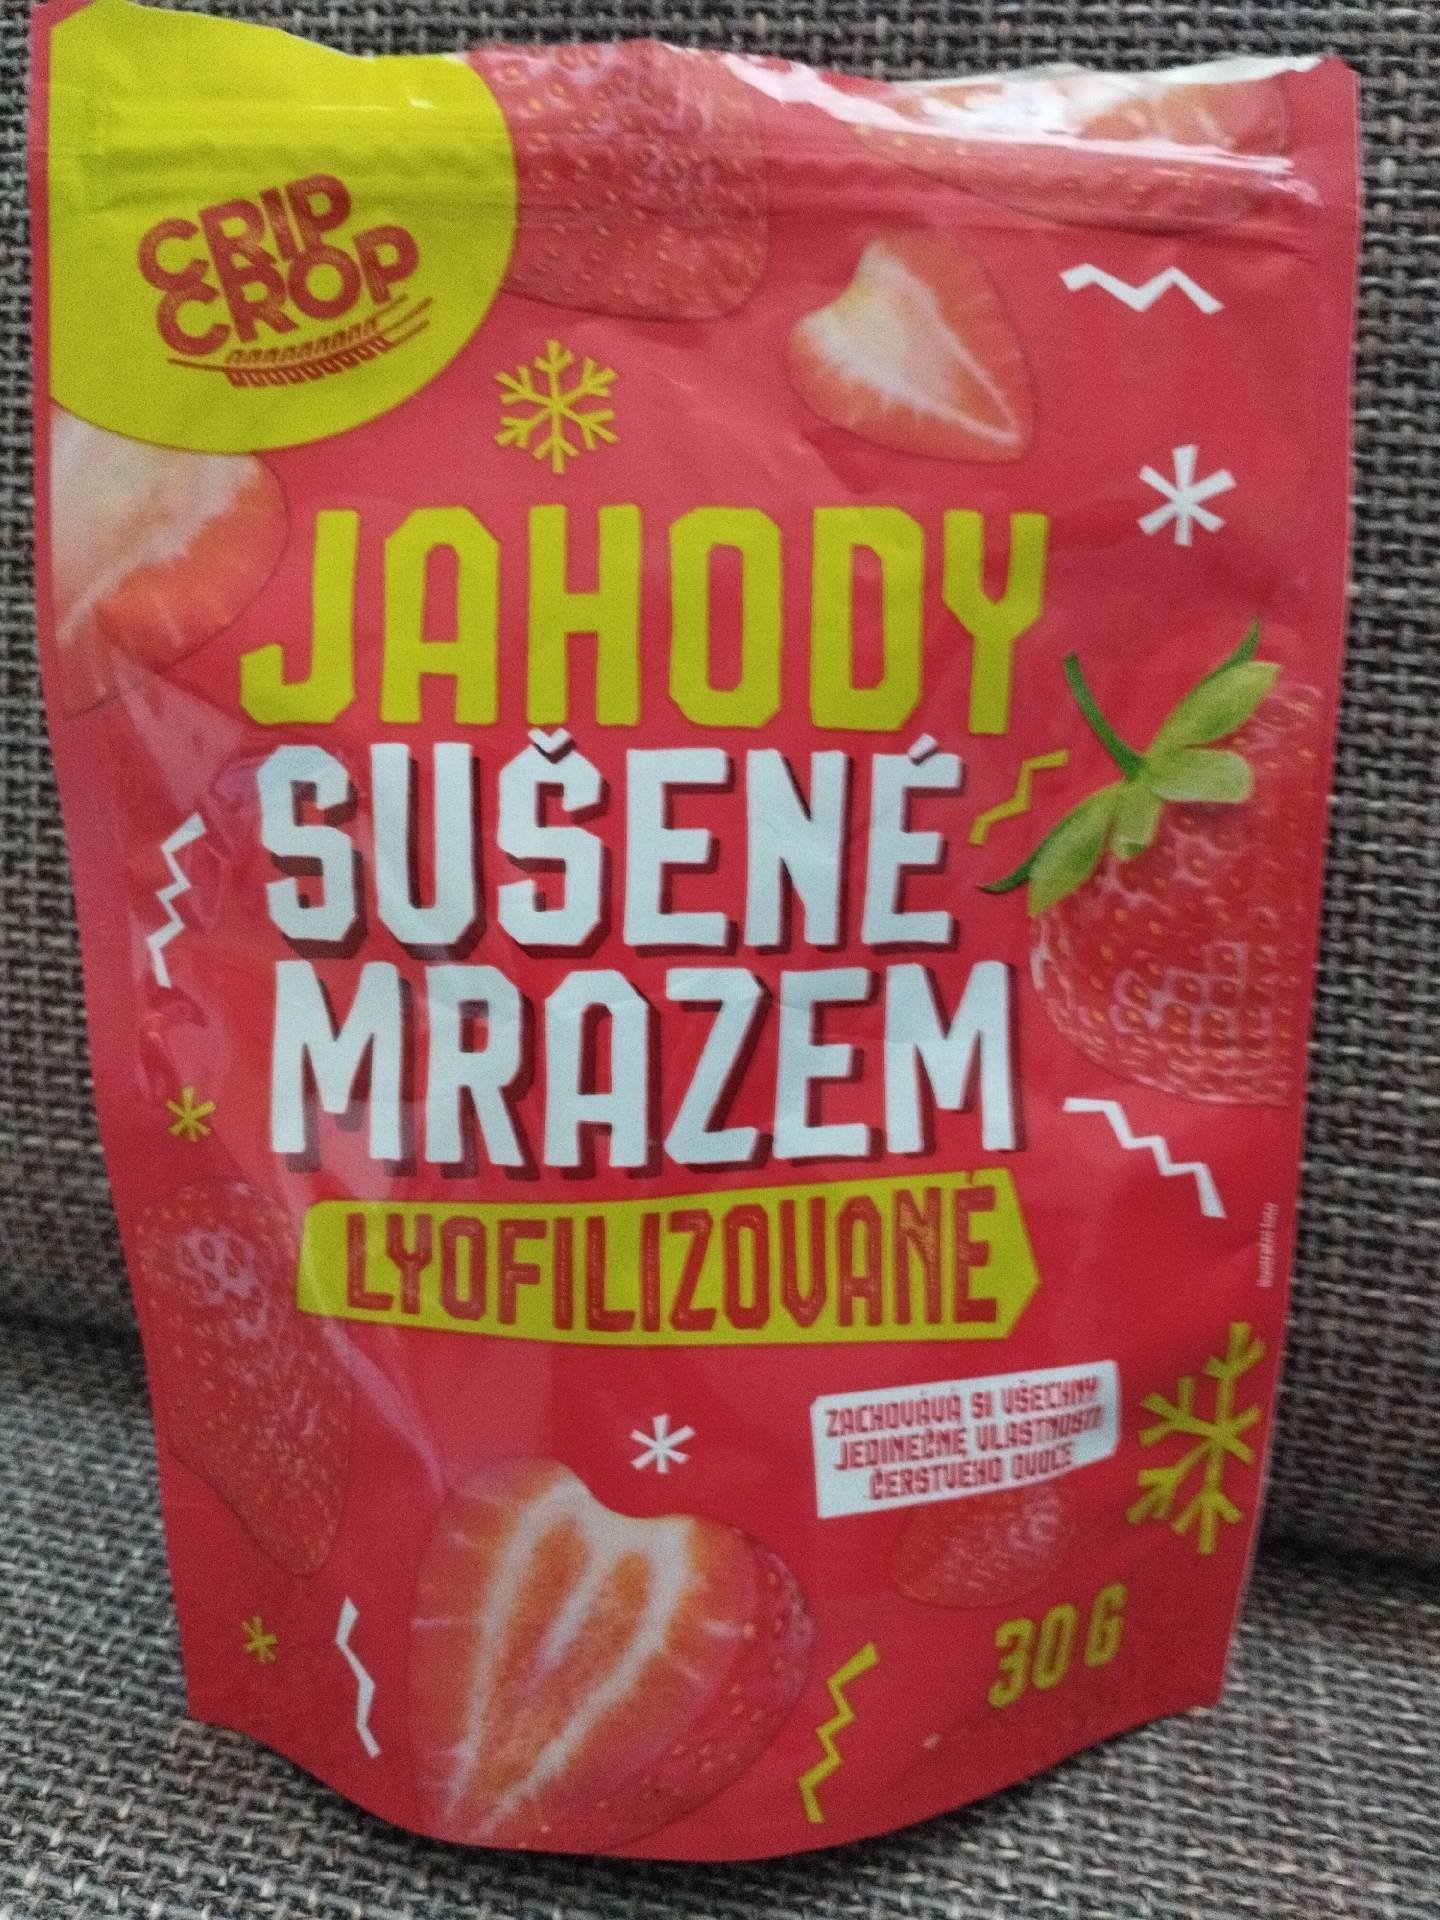 CRIP
CROP
JAHODY
SUŠENÉ
MRAZEM
LYOFILIZOVANÉ
ZACHOVÁVÁ SI VŠECHNY
JEDINEČNÉ VLASTNOSTI
ČERSTVÉHO OVOCE
30 G